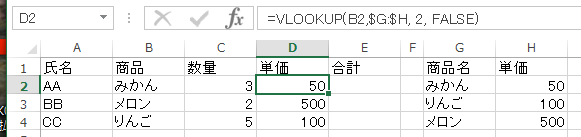 D2 =VLOOKUP(B2,$G:$H, 2, FALSE)
A B C D E F G H
1 氏名 商品 数量 単価 合計 商品名 単価
2 AA みかん 3 50 みかん 50
3 BB メロン 2 500 りんご 100
4 CC りんご 5 100 メロン 500